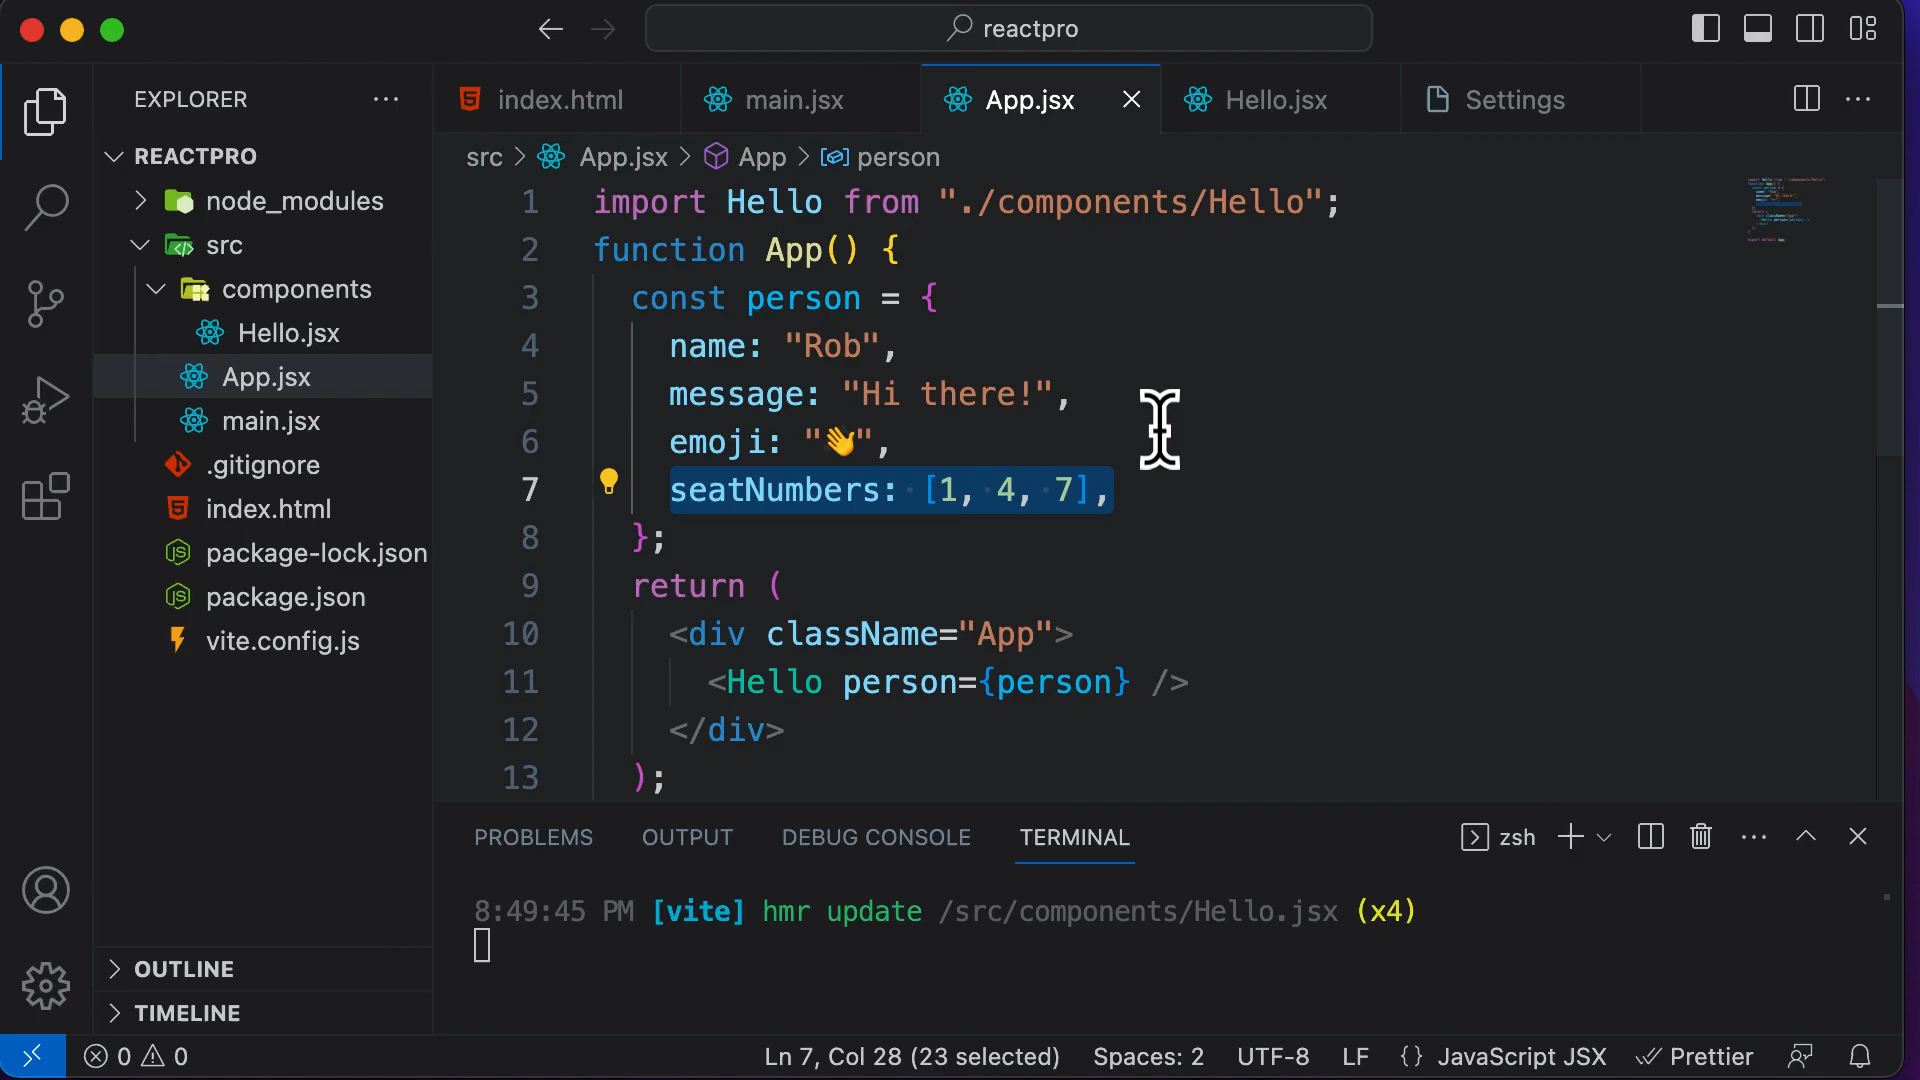 reactpro
EXPLORER
REACTPRO
node_modules
src
components
Hello.jsx
App.jsx
main.jsx
.gitignore
index.html
package-lock.json
package.json
vite.config.js
OUTLINE
TIMELINE
index.html main.jsx App.jsx Hello.jsx Settings
src > App.jsx > App > person
1 import Hello from "./components/Hello";
2 function App() {
3 const person = {
4 name: "Rob",
5 message: "Hi there!",
6 emoji: "👋",
7 seatNumbers: [1, 4, 7],
8 };
9 return (
10 <div className="App">
11 <Hello person={person} />
12 </div>
13 );
PROBLEMS OUTPUT DEBUG CONSOLE TERMINAL zsh
8:49:45 PM [vite] hmr update /src/components/Hello.jsx (x4)
0 0 Ln 7, Col 28 (23 selected) Spaces: 2 UTF-8 LF {} JavaScript JSX Prettier